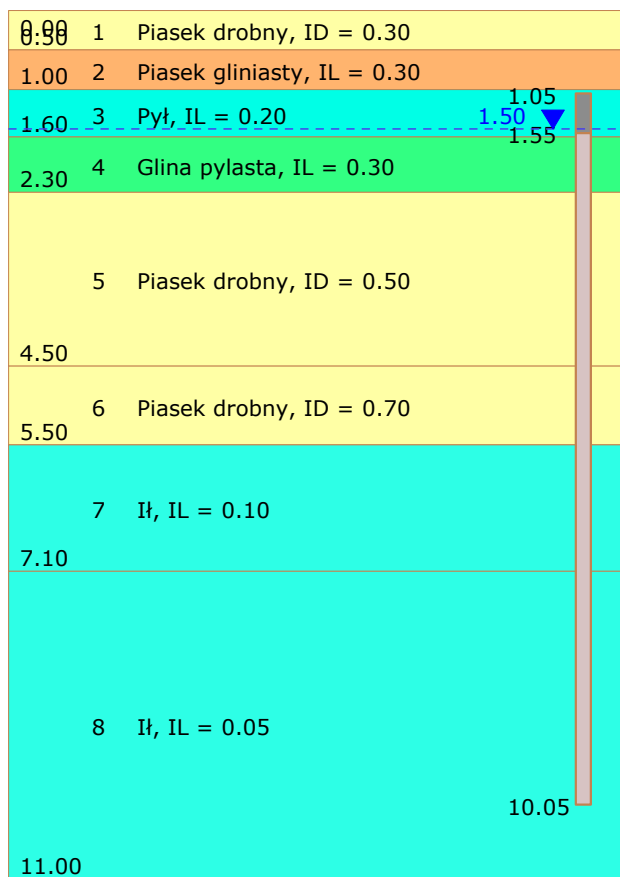 0.00
0.50
1 Piasek drobny, ID = 0.30
1.00
2 Piasek gliniasty, IL = 0.30
1.05
1.60
3 Pył, IL = 0.20
1.50
1.55
2.30
4 Glina pylasta, IL = 0.30
5 Piasek drobny, ID = 0.50
4.50
6 Piasek drobny, ID = 0.70
5.50
7 Ił, IL = 0.10
7.10
8 Ił, IL = 0.05
10.05
11.00